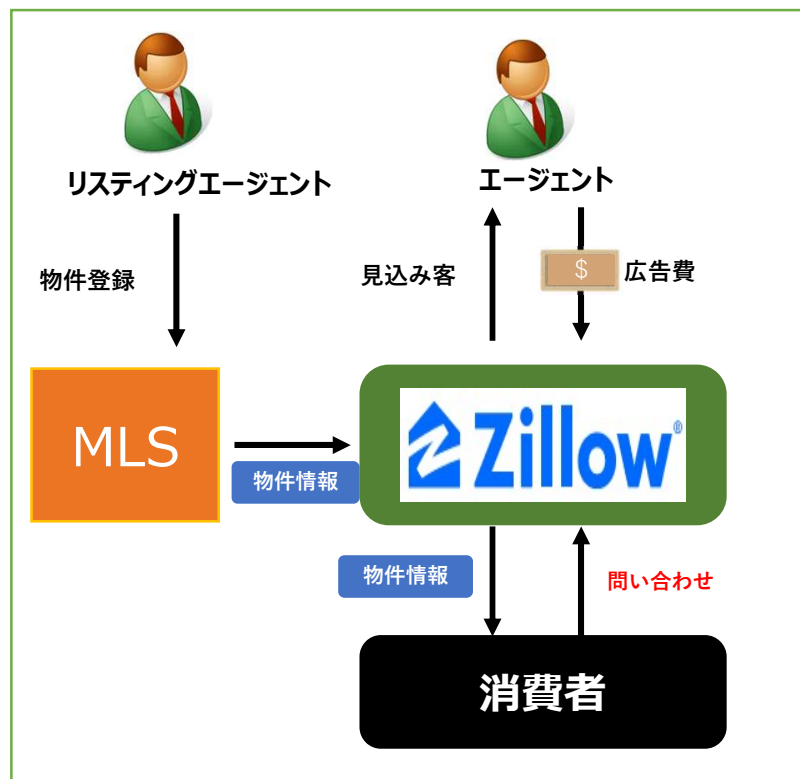 リスティングエージェント
エージェント
物件登録
見込み客
$
広告費
MLS
物件情報
Zillow®
物件情報
問い合わせ
消費者